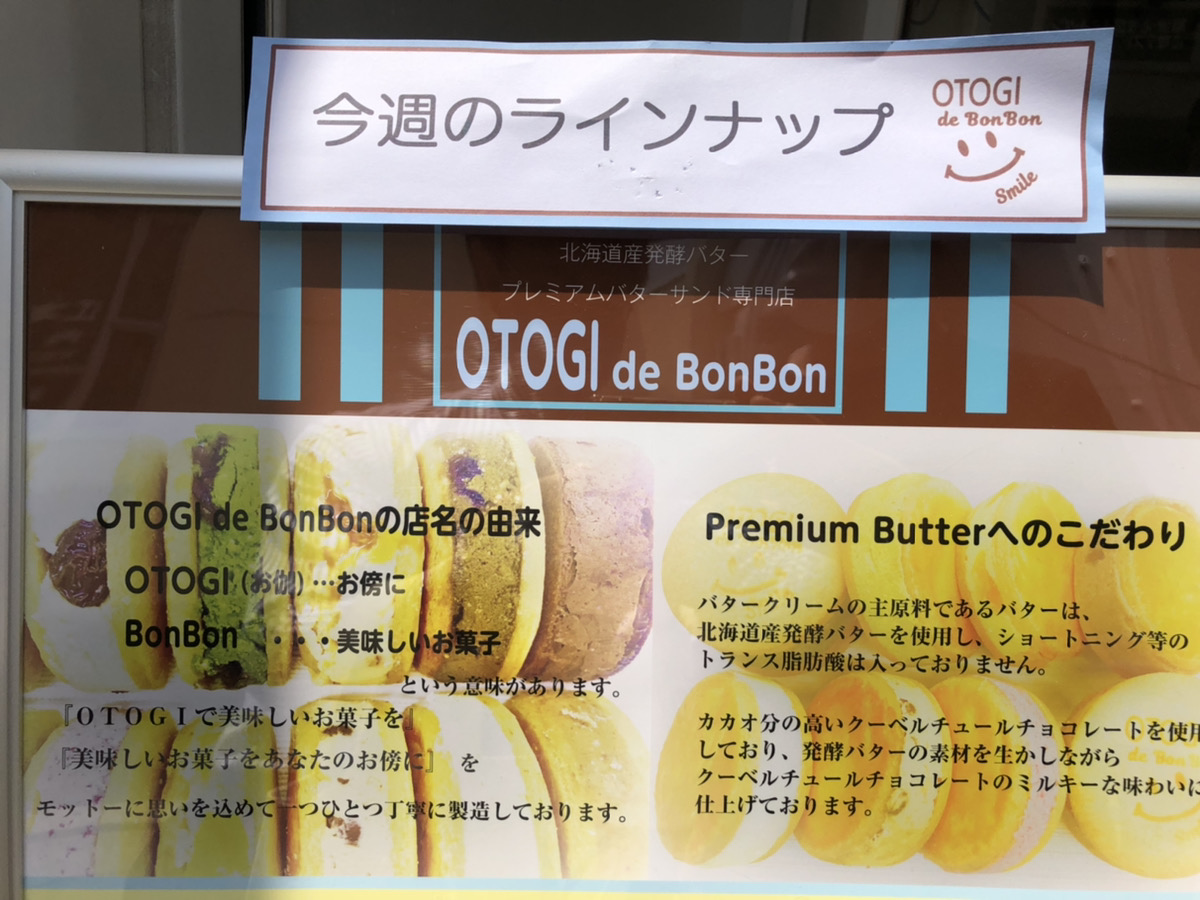 今週のラインナップ
OTOGI
de BonBon
Smile
北海道産発酵バター
プレミアムバターサンド専門店
OTOGI de BonBon
OTOGI de BonBonの店名の由来
OTOGI (お伽) …お傍に
BonBon ・・・美味しいお菓子
という意味があります。
『ＯＴＯＧＩで美味しいお菓子を』
『美味しいお菓子をあなたのお傍に』 を
モットーに思いを込めて一つひとつ丁寧に製造しております。
Premium Butterへのこだわり
バタークリームの主原料であるバターは、
北海道産発酵バターを使用し、ショートニング等の
トランス脂肪酸は入っておりません。
カカオ分の高いクーベルチュールチョコレートを使用
しており、発酵バターの素材を生かしながら
クーベルチュールチョコレートのミルキーな味わいに
仕上げております。